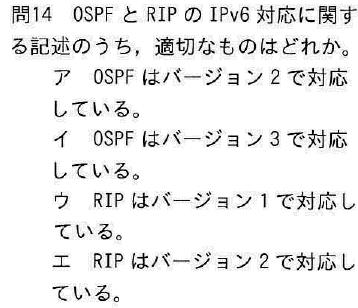 問14 OSPF と RIP の IPv6 対応に関す
る記述のうち，適切なものはどれか。
ア OSPF はバージョン 2 で対応
している。
イ OSPF はバージョン 3 で対応
している。
ウ RIP はバージョン 1 で対応し
ている。
エ RIP はバージョン 2 で対応し
ている。